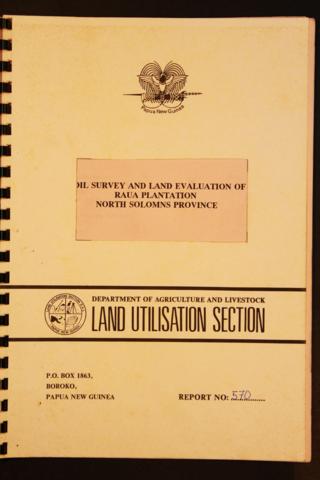 PAPUA NEW GUINEA
OIL SURVEY AND LAND EVALUATION OF
RAUA PLANTATION
NORTH SOLOMNS PROVINCE
DEPARTMENT OF AGRICULTURE AND LIVESTOCK
LAND UTILISATION SECTION
P.O. BOX 1863,
BOROKO,
PAPUA NEW GUINEA
REPORT NO: 570